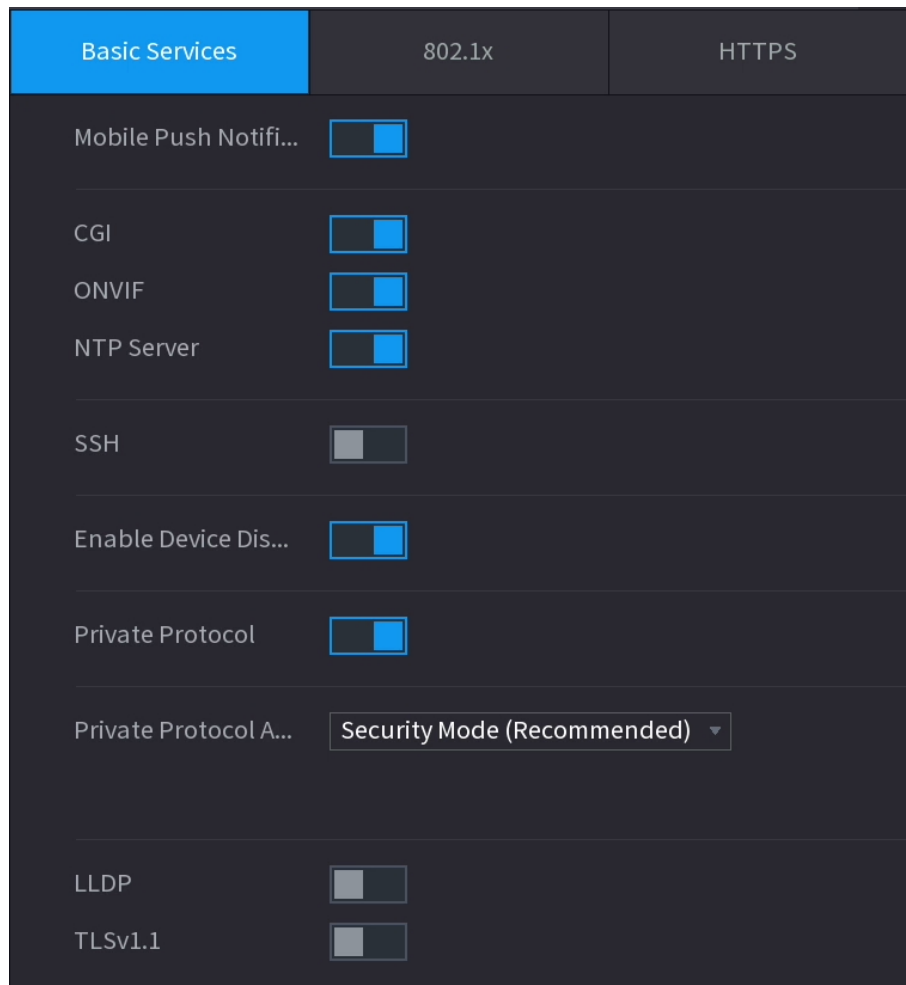 Basic Services 802.1x HTTPS
Mobile Push Notifi...
CGI
ONVIF
NTP Server
SSH
Enable Device Dis...
Private Protocol
Private Protocol A... Security Mode (Recommended)
LLDP
TLSv1.1